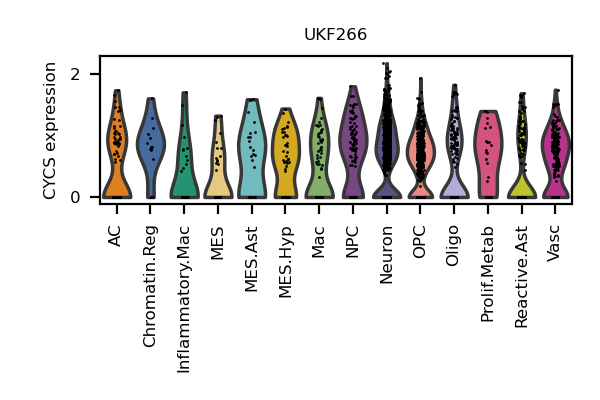 UKF266
CYCS expression
2
0
AC
Chromatin.Reg
Inflammatory.Mac
MES
MES.Ast
MES.Hyp
Mac
NPC
Neuron
OPC
Oligo
Prolif.Metab
Reactive.Ast
Vasc